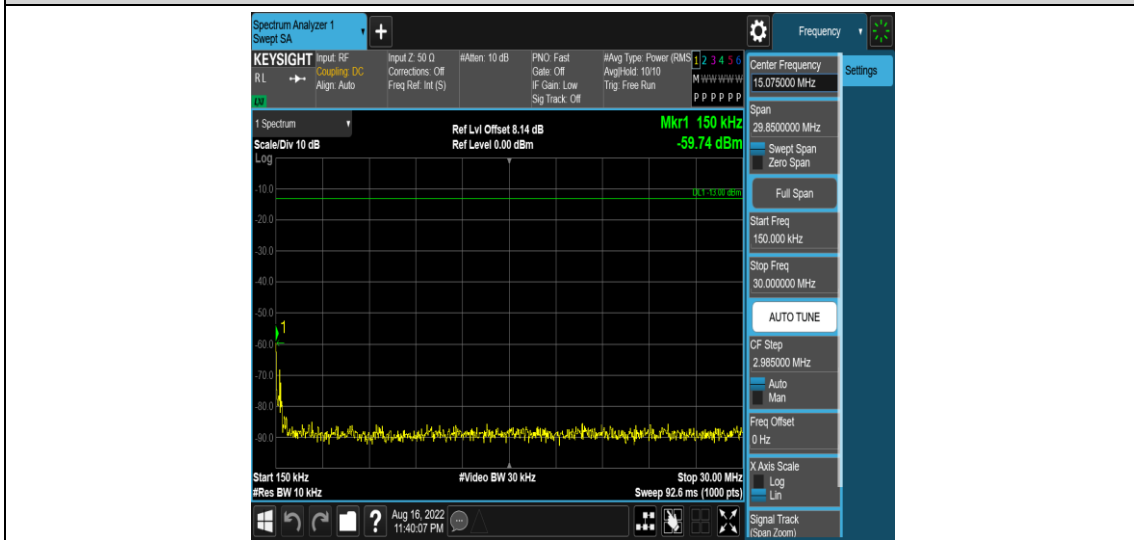 Spectrum Analyzer 1
Swept SA
+
Frequency
KEYSIGHT
RL
LXI
Input: RF
Coupling: DC
Align: Auto
Input Z: 50 Ω
Corrections: Off
Freq Ref: Int (S)
#Atten: 10 dB
PNO: Fast
Gate: Off
IF Gain: Low
Sig Track: Off
#Avg Type: Power (RMS
Avg|Hold: 10/10
Trig: Free Run
1 2 3 4 5 6
M W W W W W
P P P P P P
1 Spectrum
Scale/Div 10 dB
Ref Lvl Offset 8.14 dB
Ref Level 0.00 dBm
Mkr1 150 kHz
-59.74 dBm
Log
DL1 -13.00 dBm
-10.0
-20.0
-30.0
-40.0
-50.0
-60.0
-70.0
-80.0
-90.0
1
Start 150 kHz
#Res BW 10 kHz
#Video BW 30 kHz
Stop 30.00 MHz
Sweep 92.6 ms (1000 pts)
Aug 16, 2022
11:40:07 PM
Center Frequency
15.075000 MHz
Settings
Span
29.8500000 MHz
Swept Span
Zero Span
Full Span
Start Freq
150.000 kHz
Stop Freq
30.000000 MHz
AUTO TUNE
CF Step
2.985000 MHz
Auto
Man
Freq Offset
0 Hz
X Axis Scale
Log
Lin
Signal Track
(Span Zoom)